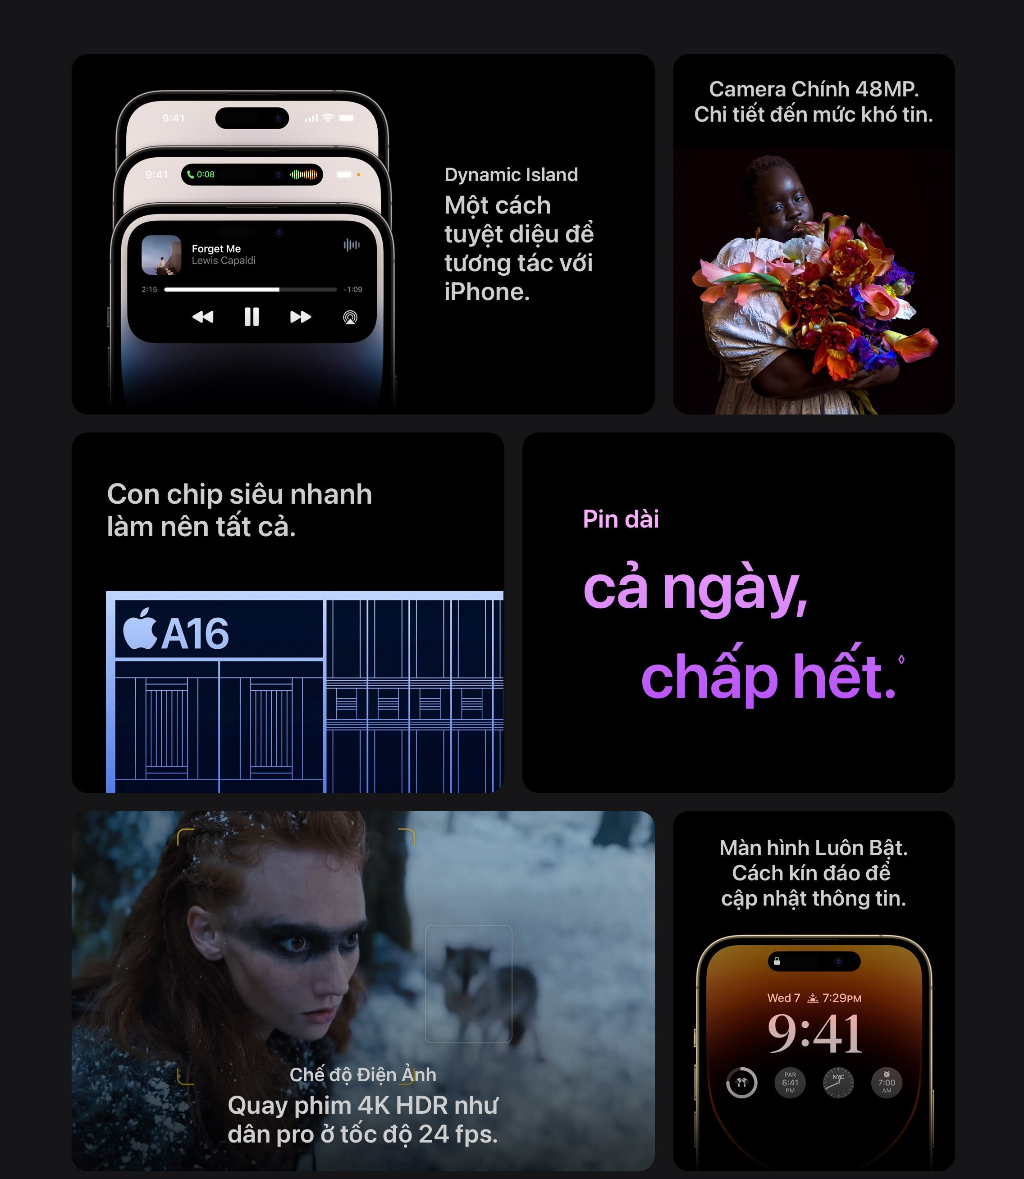 9:41
9:41
0:08
Forget Me
Lewis Capaldi
2:15
-1:09
Dynamic Island
Một cách
tuyệt diệu để
tương tác với
iPhone.
Camera Chính 48MP.
Chi tiết đến mức khó tin.
Con chip siêu nhanh
làm nên tất cả.
A16
Pin dài
cả ngày,
chấp hết.◊
Chế độ Điện Ảnh
Quay phim 4K HDR như
dân pro ở tốc độ 24 fps.
Màn hình Luôn Bật.
Cách kín đáo để
cập nhật thông tin.
Wed 7 7:29PM
9:41
PAR
6:41
PM
NYC
7:00
AM